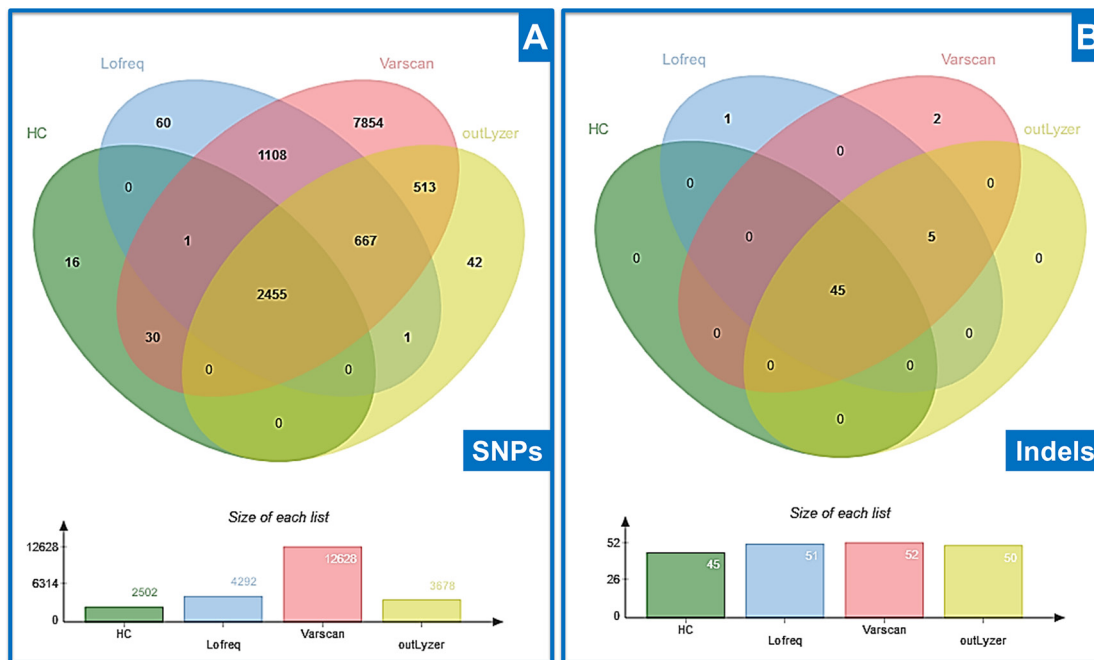 A
Lofreq
Varscan
HC
outLyzer
60
7854
1108
0
513
1
667
16
42
2455
30
1
0
0
0
SNPs
Size of each list
12628
6314
0
2502
4292
12628
3678
HC
Lofreq
Varscan
outLyzer
B
Lofreq
Varscan
HC
outLyzer
1
2
0
0
0
0
5
0
0
45
0
0
0
0
0
Indels
Size of each list
52
26
0
45
51
52
50
HC
Lofreq
Varscan
outLyzer